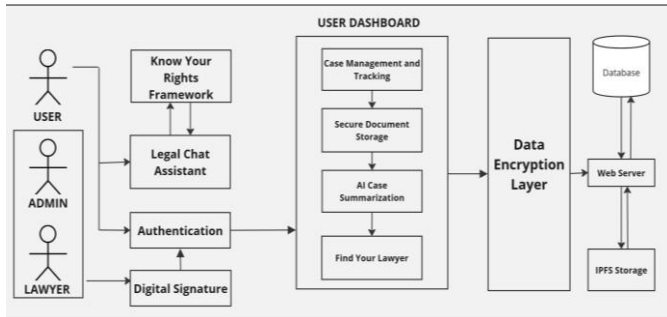 USER DASHBOARD
USER
ADMIN
LAWYER
Know Your
Rights
Framework
Legal Chat
Assistant
Authentication
Digital Signature
Case Management and
Tracking
Secure Document
Storage
AI Case
Summarization
Find Your Lawyer
Data
Encryption
Layer
Database
Web Server
IPFS Storage